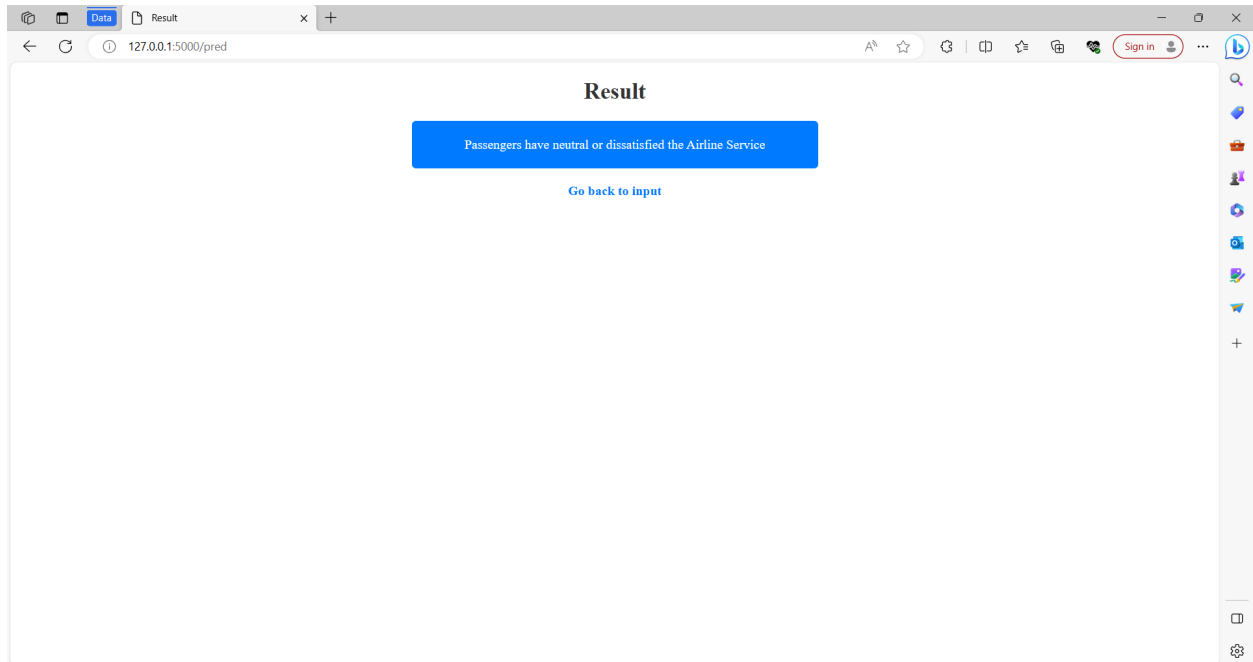 Data
Result
127.0.0.1:5000/pred
Sign in
Result
Passengers have neutral or dissatisfied the Airline Service
Go back to input